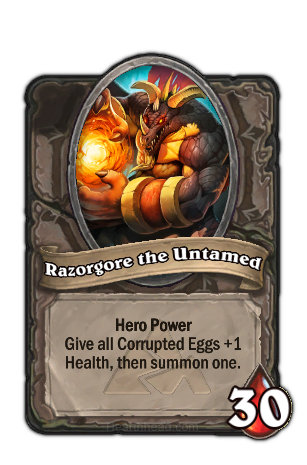 Razorgore the Untamed
Hero Power
Give all Corrupted Eggs +1
Health, then summon one.
30